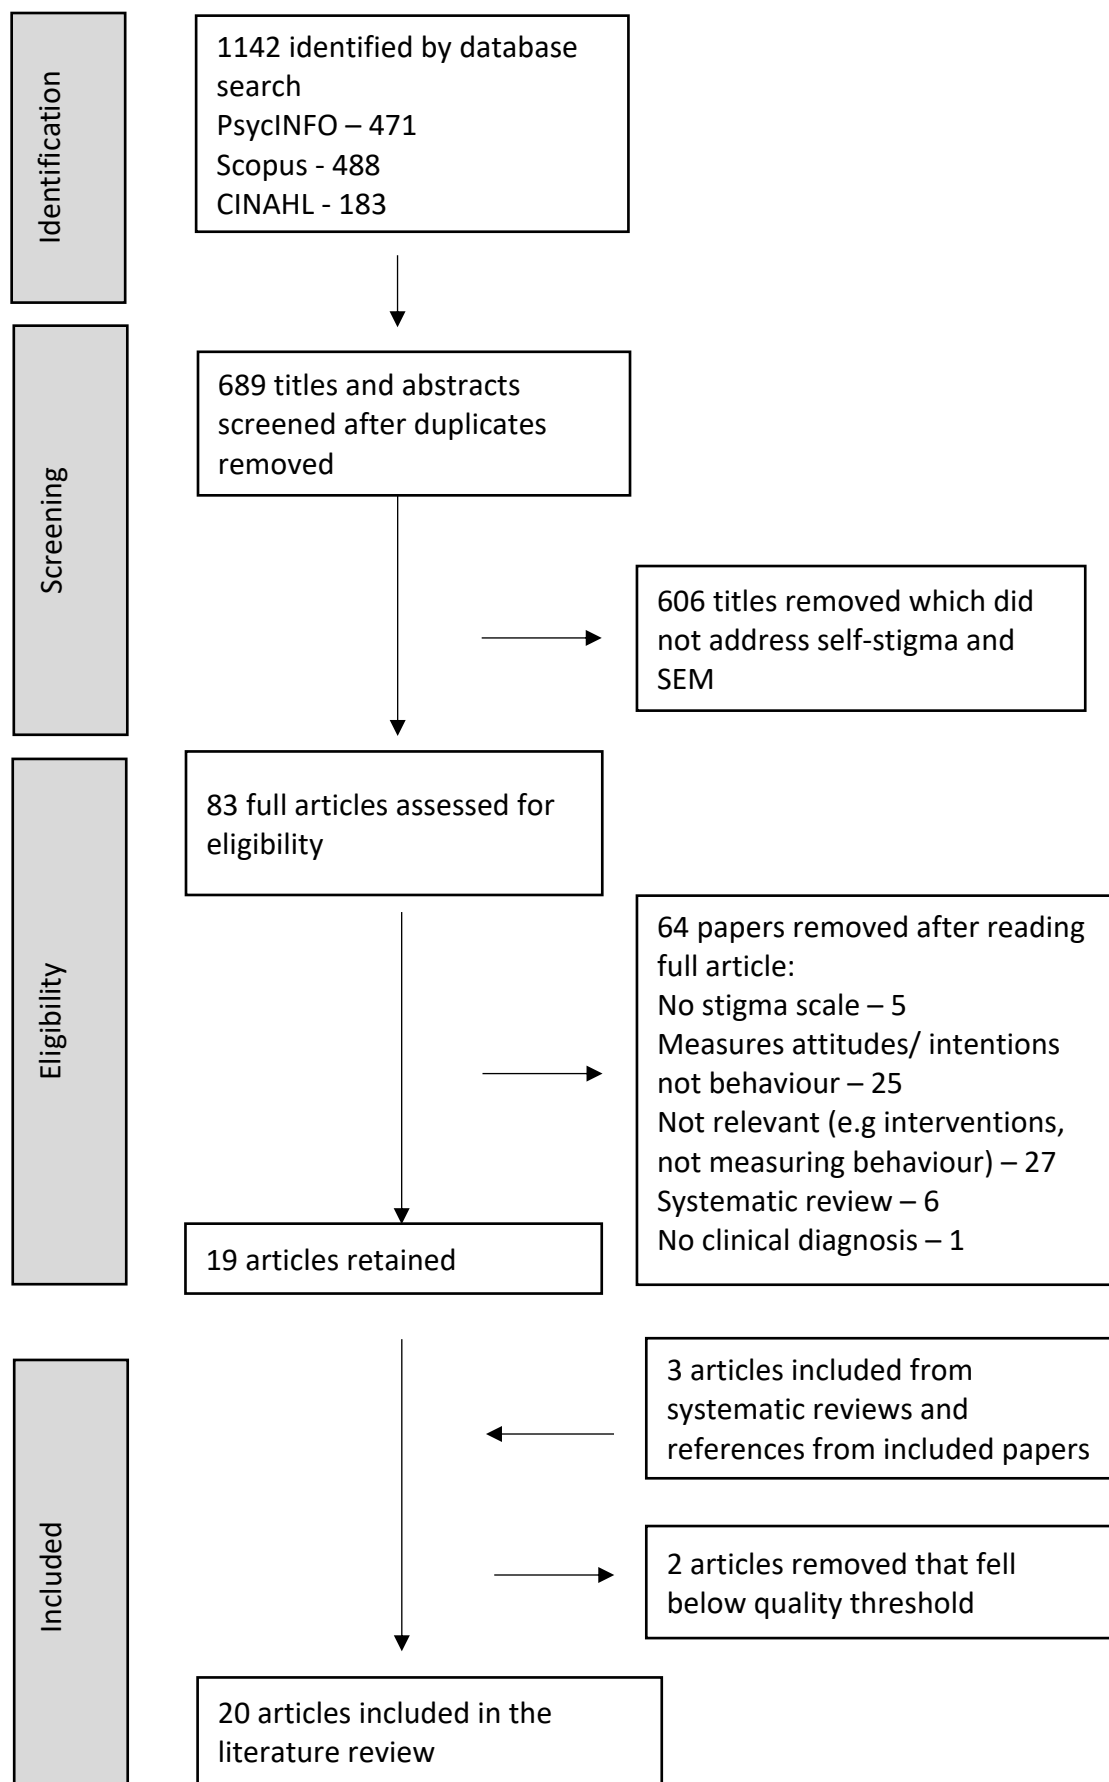 Identification
1142 identified by database
search
PsycINFO – 471
Scopus - 488
CINAHL - 183
Screening
689 titles and abstracts
screened after duplicates
removed
606 titles removed which did
not address self-stigma and
SEM
Eligibility
83 full articles assessed for
eligibility
64 papers removed after reading
full article:
No stigma scale – 5
Measures attitudes/ intentions
not behaviour – 25
Not relevant (e.g interventions,
not measuring behaviour) – 27
Systematic review – 6
No clinical diagnosis – 1
19 articles retained
Included
3 articles included from
systematic reviews and
references from included papers
2 articles removed that fell
below quality threshold
20 articles included in the
literature review